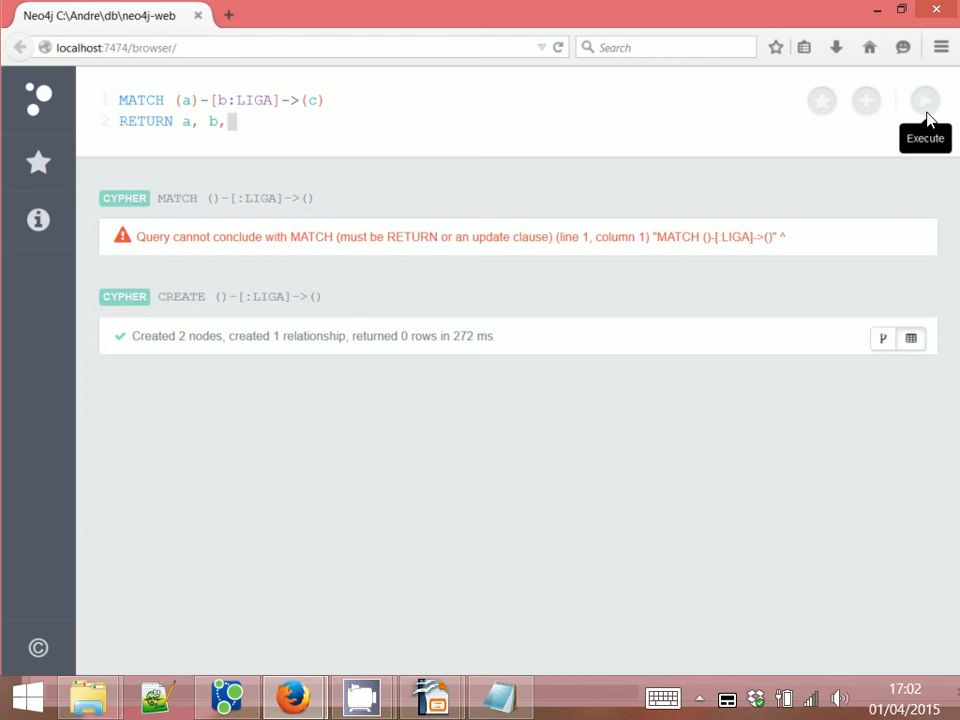 Neo4j C:\Andre\db\neo4j-web
localhost:7474/browser/
Search
1 MATCH (a)-[b:LIGA]->(c)
2 RETURN a, b,
Execute
CYPHER MATCH ()-[:LIGA]->()
Query cannot conclude with MATCH (must be RETURN or an update clause) (line 1, column 1) "MATCH ()-[:LIGA]->()" ^
CYPHER CREATE ()-[:LIGA]->()
Created 2 nodes, created 1 relationship, returned 0 rows in 272 ms
©
17:02
01/04/2015